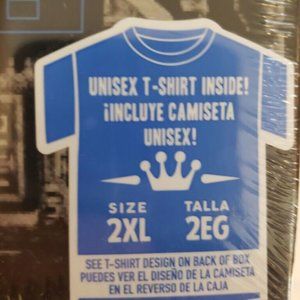 UNISEX T-SHIRT INSIDE!
¡INCLUYE CAMISETA
UNISEX!
SIZE TALLA
2XL 2EG
SEE T-SHIRT DESIGN ON BACK OF BOX
PUEDES VER EL DISEÑO DE LA CAMISETA
EN EL REVERSO DE LA CAJA